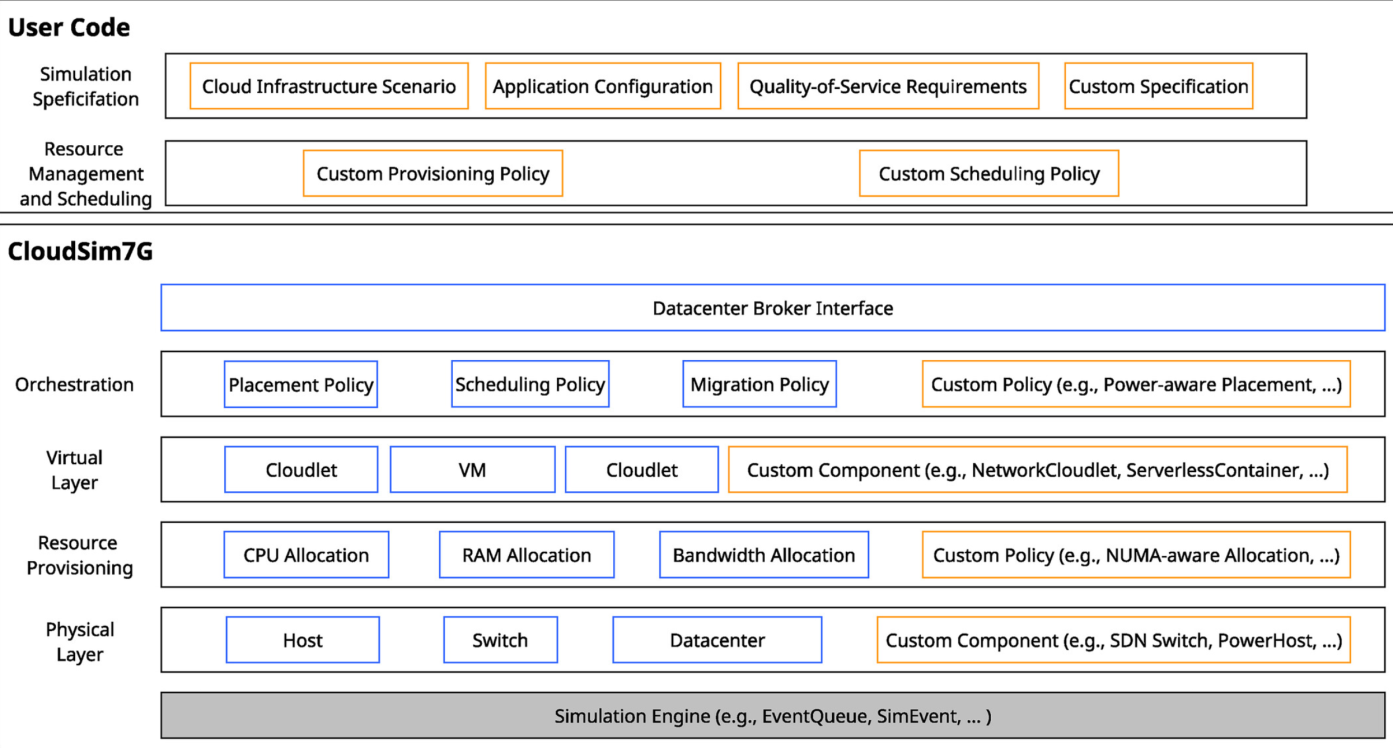 User Code
Simulation
Speficifation
Cloud Infrastructure Scenario
Application Configuration
Quality-of-Service Requirements
Custom Specification
Resource
Management
and Scheduling
Custom Provisioning Policy
Custom Scheduling Policy
CloudSim7G
Datacenter Broker Interface
Orchestration
Placement Policy
Scheduling Policy
Migration Policy
Custom Policy (e.g., Power-aware Placement, ...)
Virtual
Layer
Cloudlet
VM
Cloudlet
Custom Component (e.g., NetworkCloudlet, ServerlessContainer, ...)
Resource
Provisioning
CPU Allocation
RAM Allocation
Bandwidth Allocation
Custom Policy (e.g., NUMA-aware Allocation, ...)
Physical
Layer
Host
Switch
Datacenter
Custom Component (e.g., SDN Switch, PowerHost, ...)
Simulation Engine (e.g., EventQueue, SimEvent, ... )